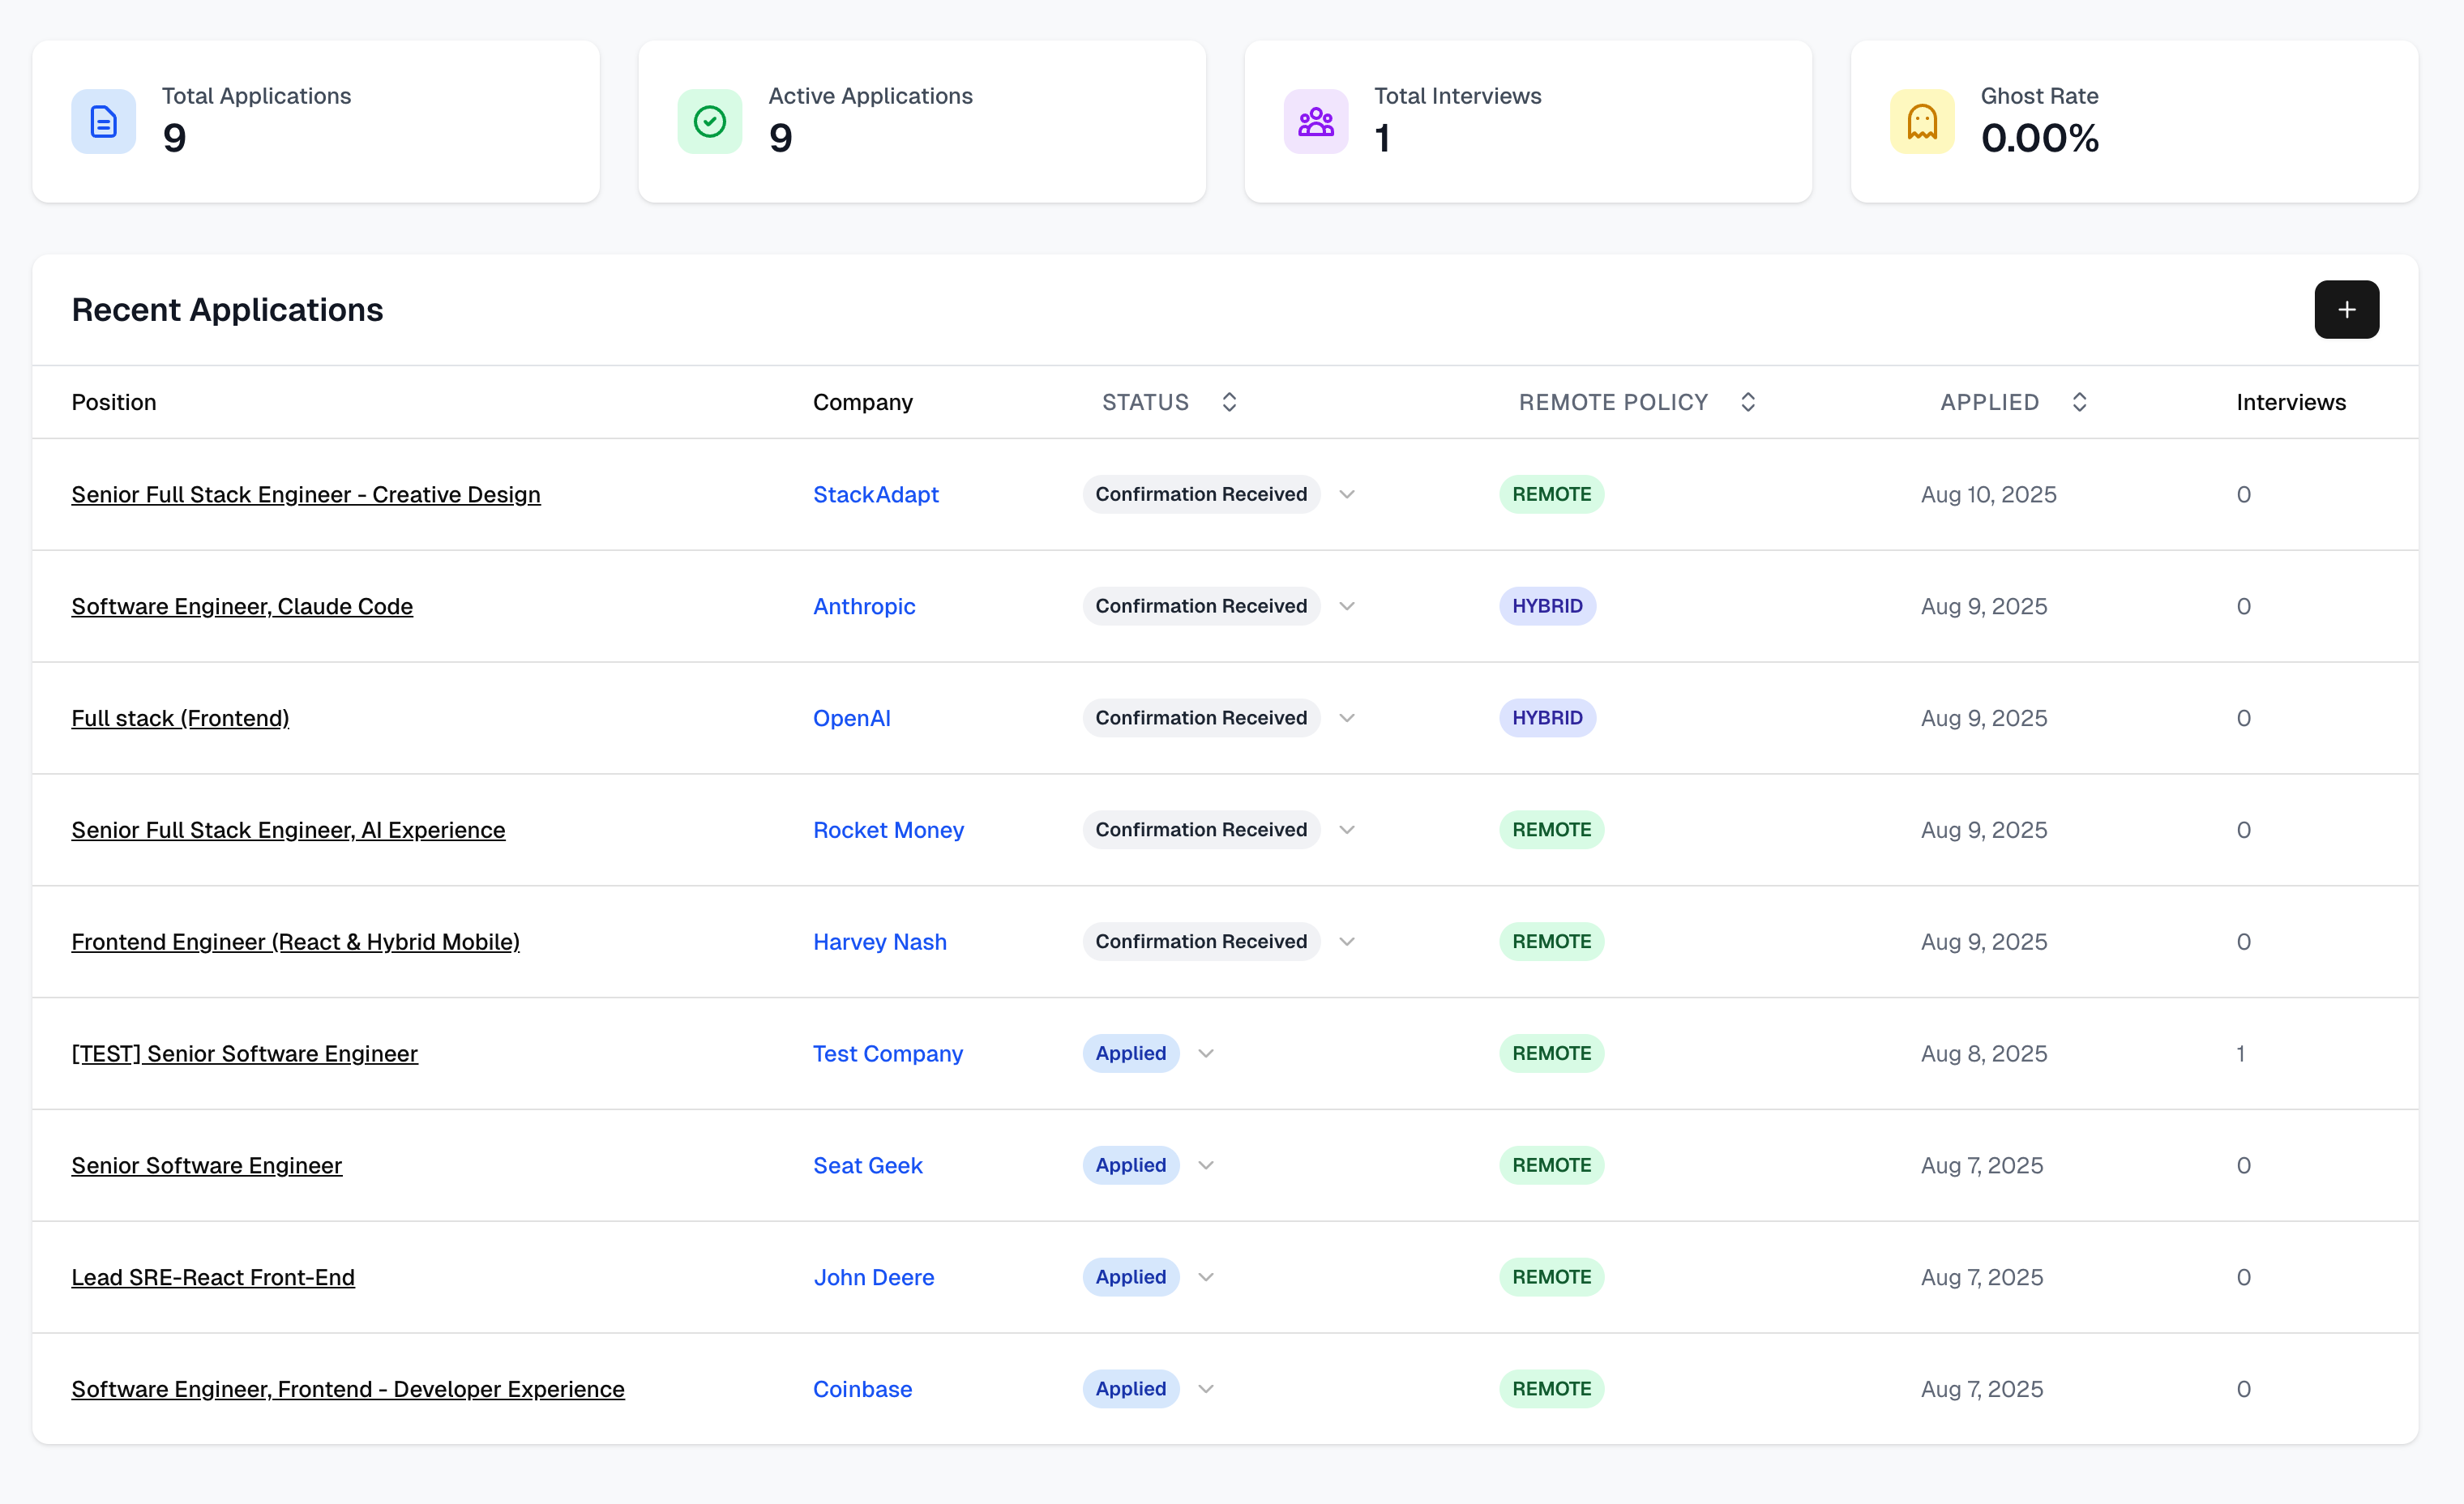 Total Applications
9
Active Applications
9
Total Interviews
1
Ghost Rate
0.00%
Recent Applications
+
Position Company STATUS REMOTE POLICY APPLIED Interviews
Senior Full Stack Engineer - Creative Design StackAdapt Confirmation Received REMOTE Aug 10, 2025 0
Software Engineer, Claude Code Anthropic Confirmation Received HYBRID Aug 9, 2025 0
Full stack (Frontend) OpenAI Confirmation Received HYBRID Aug 9, 2025 0
Senior Full Stack Engineer, AI Experience Rocket Money Confirmation Received REMOTE Aug 9, 2025 0
Frontend Engineer (React & Hybrid Mobile) Harvey Nash Confirmation Received REMOTE Aug 9, 2025 0
[TEST] Senior Software Engineer Test Company Applied REMOTE Aug 8, 2025 1
Senior Software Engineer Seat Geek Applied REMOTE Aug 7, 2025 0
Lead SRE-React Front-End John Deere Applied REMOTE Aug 7, 2025 0
Software Engineer, Frontend - Developer Experience Coinbase Applied REMOTE Aug 7, 2025 0